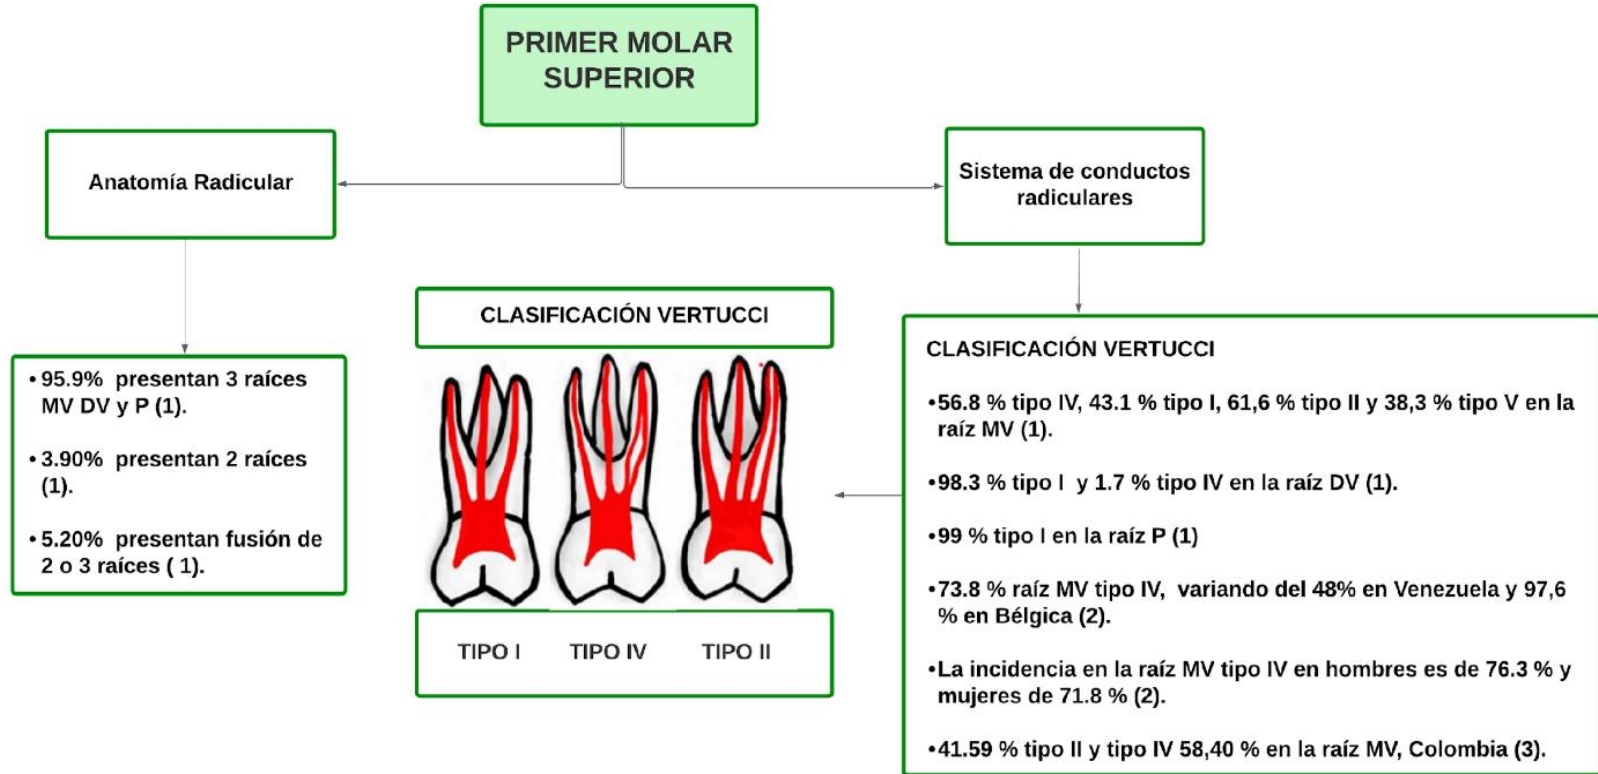 PRIMER MOLAR
SUPERIOR
Anatomía Radicular
Sistema de conductos
radiculares
• 95.9% presentan 3 raíces
MV DV y P (1).
• 3.90% presentan 2 raíces
(1).
• 5.20% presentan fusión de
2 o 3 raíces ( 1).
CLASIFICACIÓN VERTUCCI
TIPO I TIPO IV TIPO II
CLASIFICACIÓN VERTUCCI
•56.8 % tipo IV, 43.1 % tipo I, 61,6 % tipo II y 38,3 % tipo V en la
raíz MV (1).
•98.3 % tipo I y 1.7 % tipo IV en la raíz DV (1).
•99 % tipo I en la raíz P (1)
•73.8 % raíz MV tipo IV, variando del 48% en Venezuela y 97,6
% en Bélgica (2).
•La incidencia en la raíz MV tipo IV en hombres es de 76.3 % y
mujeres de 71.8 % (2).
•41.59 % tipo II y tipo IV 58,40 % en la raíz MV, Colombia (3).